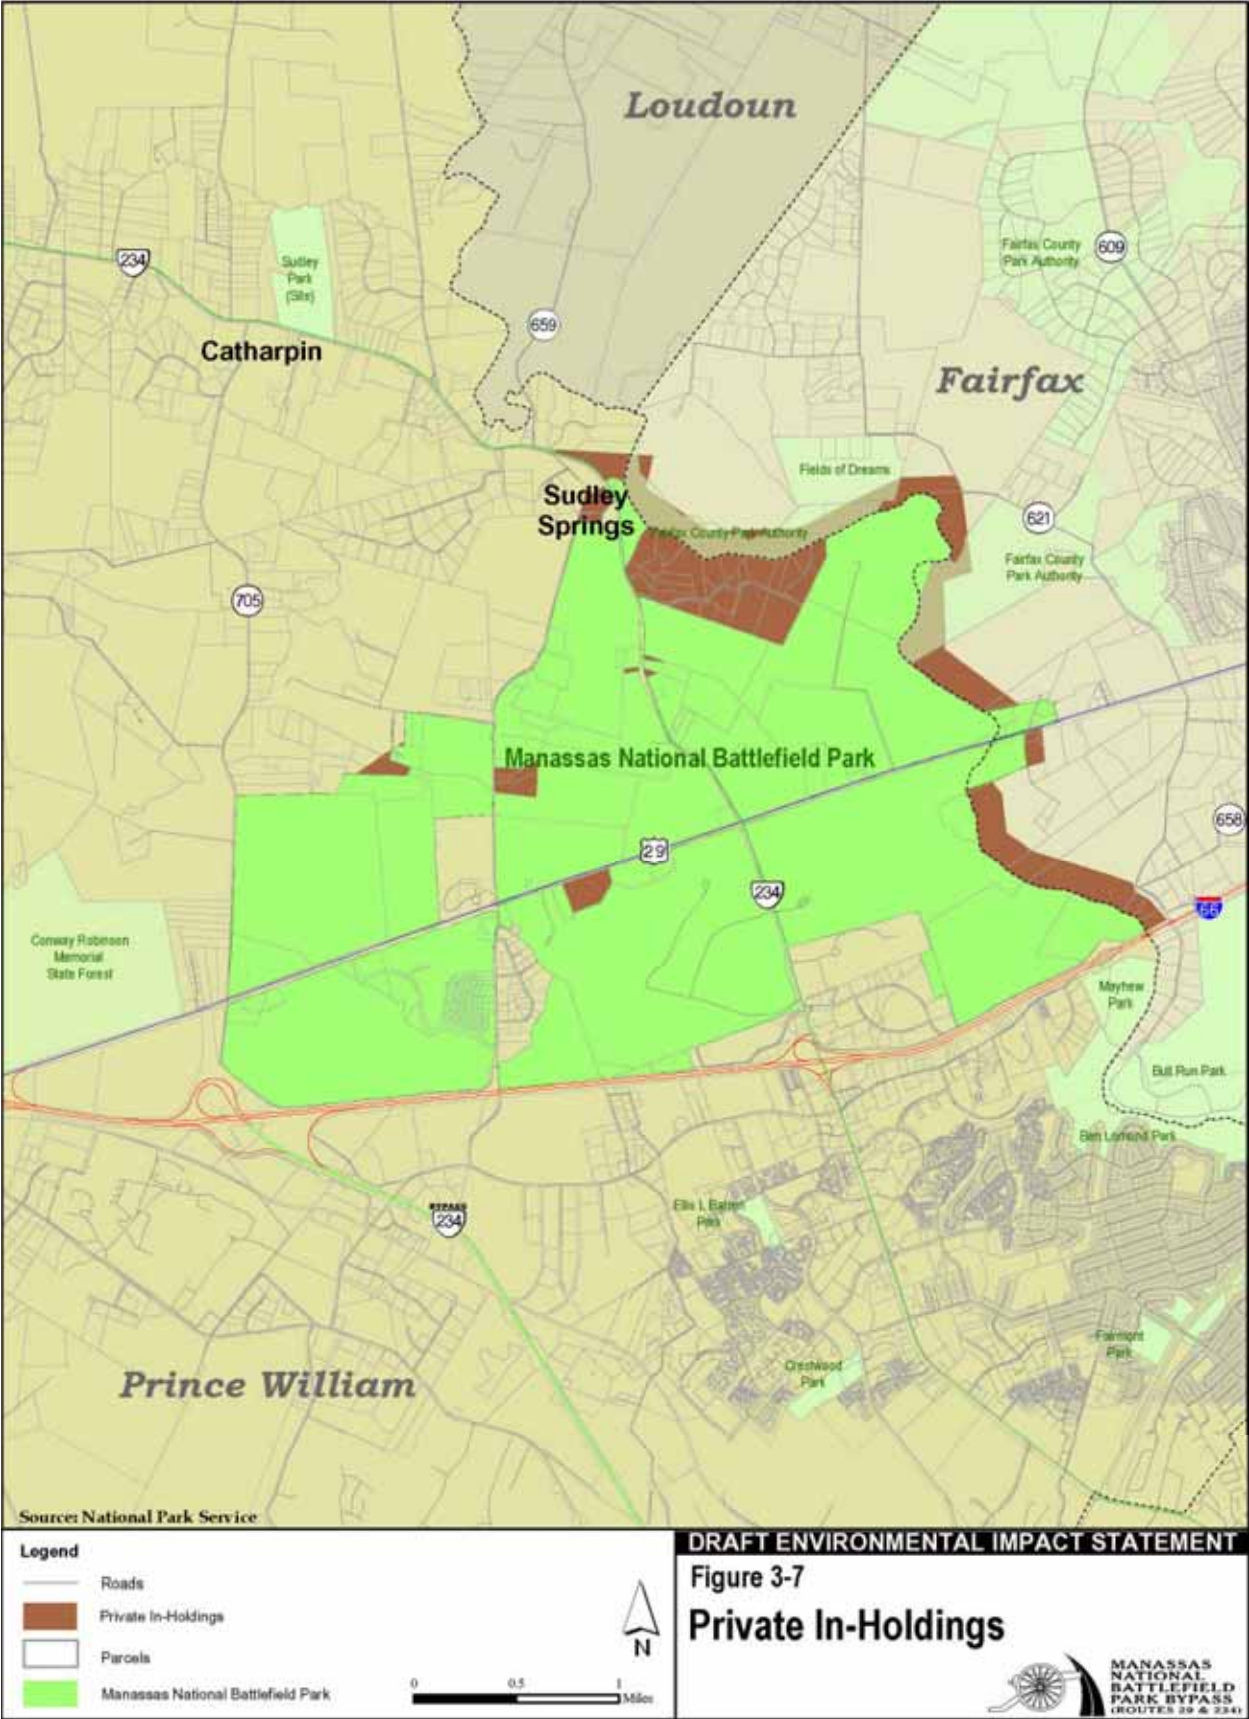 Loudoun
Fairfax County
Park Authority
609
234
Sudley
Park
(Site)
659
Catharpin
Fairfax
Fields of Dreams
Sudley
Springs
621
Fairfax County Park Authority
Fairfax County
Park Authority
705
Manassas National Battlefield Park
658
29
234
66
Conway Robinson
Memorial
State Forest
Mayhew
Park
Bull Run Park
Ben Lomond Park
Ellis L Barron
Park
BYPASS
234
Fairmont
Park
Crestwood
Park
Prince William
Source: National Park Service
Legend
Roads
Private In-Holdings
Parcels
Manassas National Battlefield Park
N
0 0.5 1
Miles
DRAFT ENVIRONMENTAL IMPACT STATEMENT
Figure 3-7
Private In-Holdings
MANASSAS
NATIONAL
BATTLEFIELD
PARK BYPASS
(ROUTES 29 & 234)